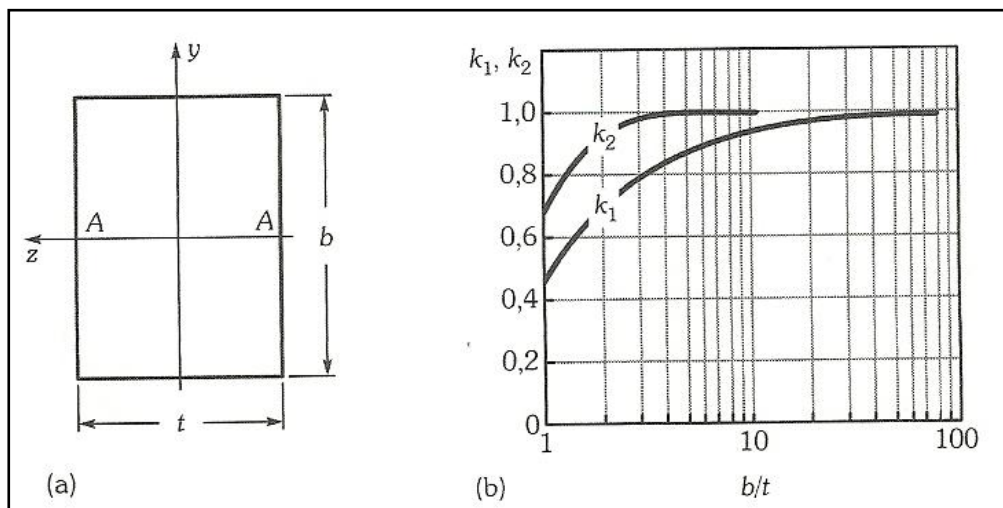 y
A A
z
b
t
(a)
k₁, k₂
1,0
0,8
0,6
0,4
0,2
0
k₂
k₁
1 10 100
b/t
(b)